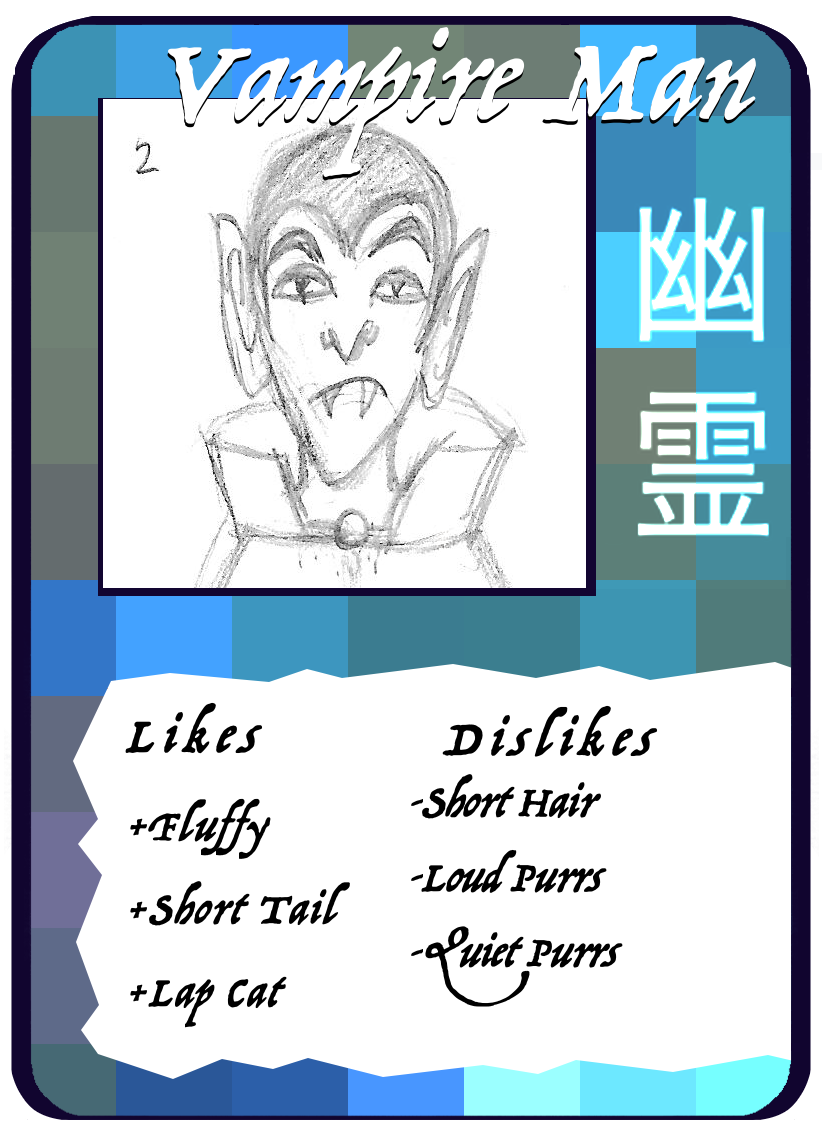 Vampire Man
2
幽
霊
Likes
+Fluffy
+Short Tail
+Lap Cat
Dislikes
-Short Hair
-Loud Purrs
-Quiet Purrs